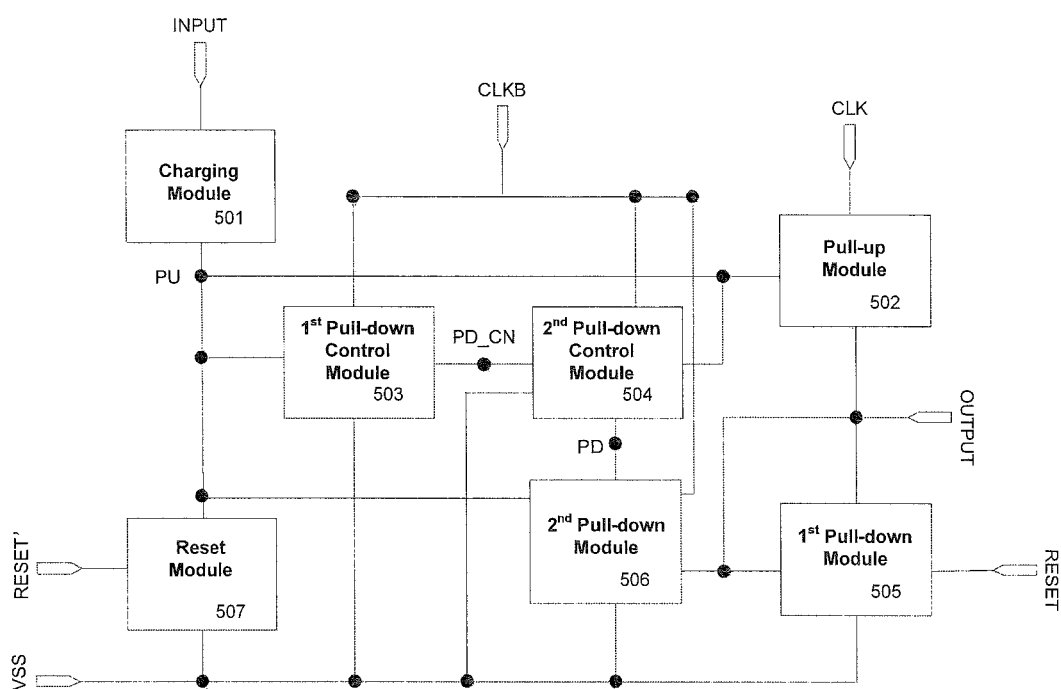 INPUT
CLKB
CLK
Charging
Module
501
PU
Pull-up
Module
502
1st Pull-down
Control
Module
503
PD_CN
2nd Pull-down
Control
Module
504
OUTPUT
PD
2nd Pull-down
Module
506
1st Pull-down
Module
505
RESET
RESET'
Reset
Module
507
VSS